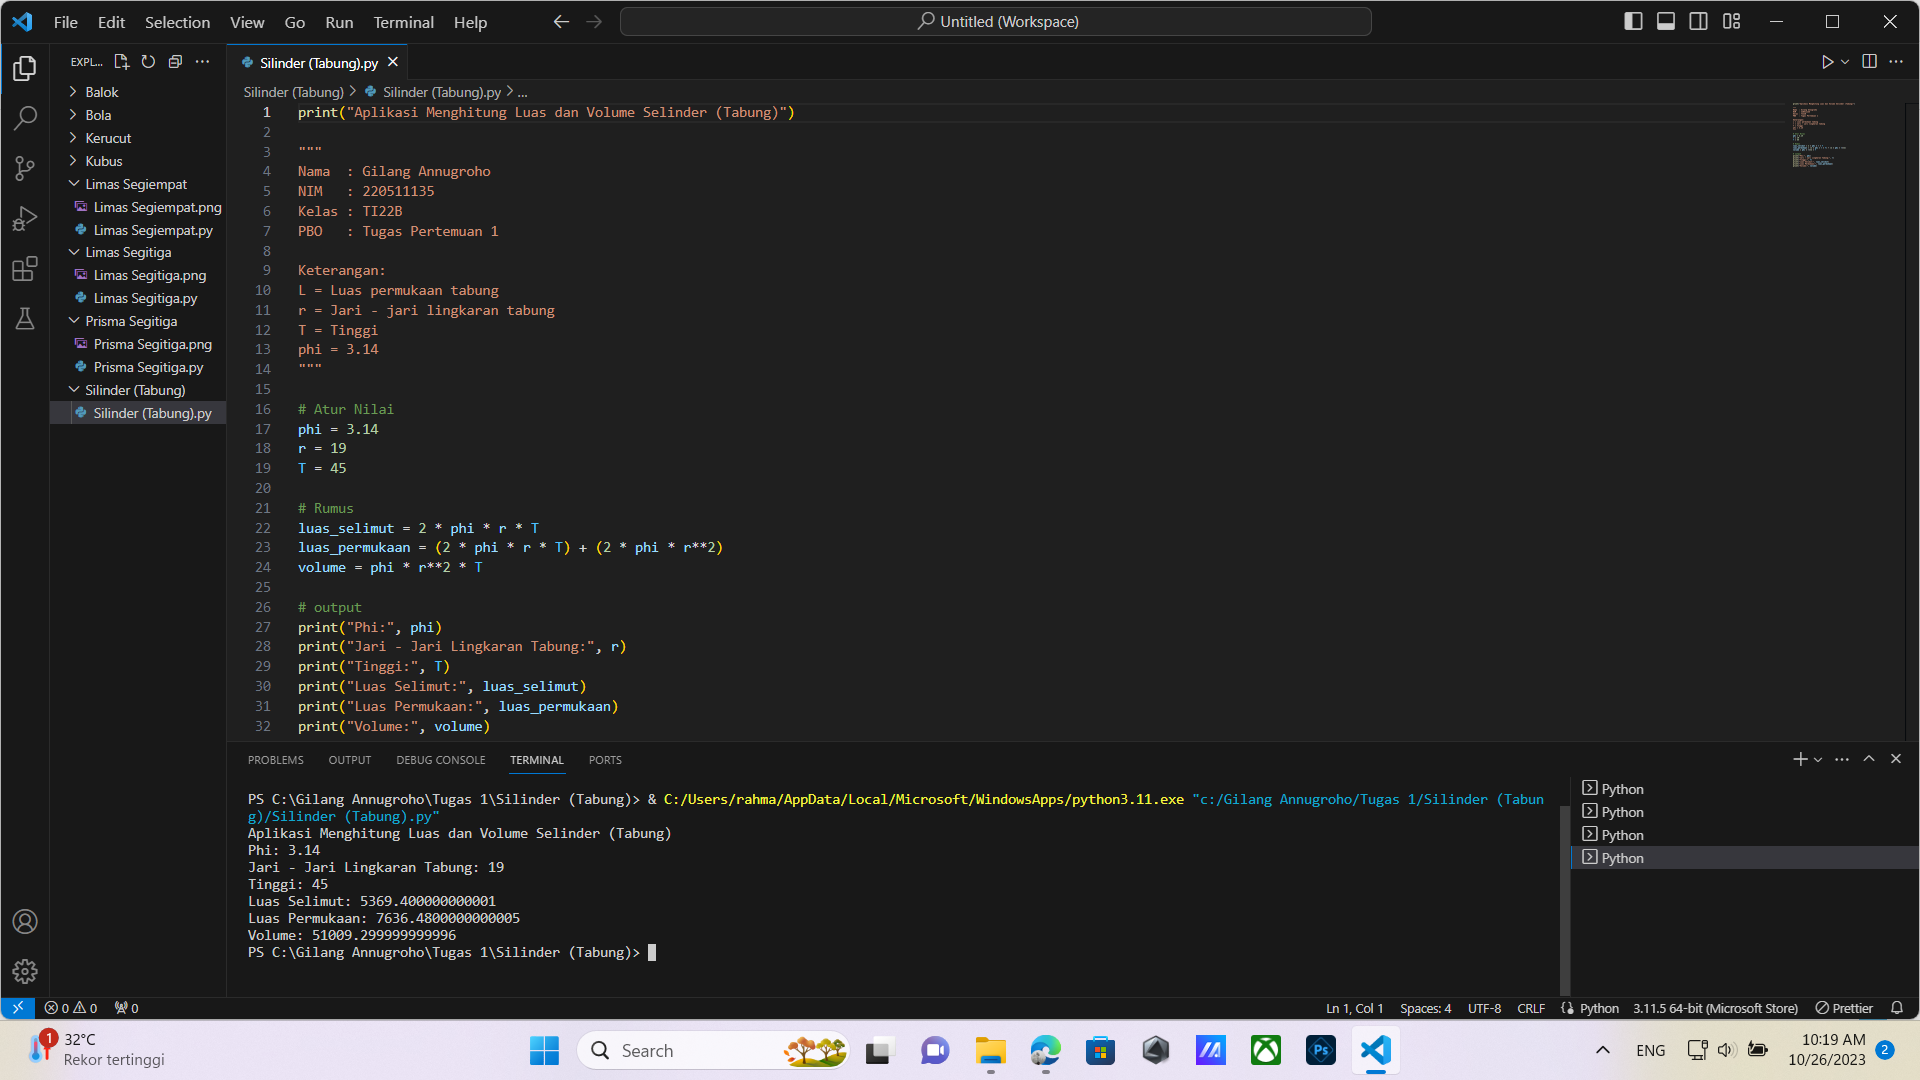 File Edit Selection View Go Run Terminal Help
Untitled (Workspace)
EXPL...
Balok
Bola
Kerucut
Kubus
Limas Segiempat
Limas Segiempat.png
Limas Segiempat.py
Limas Segitiga
Limas Segitiga.png
Limas Segitiga.py
Prisma Segitiga
Prisma Segitiga.png
Prisma Segitiga.py
Silinder (Tabung)
Silinder (Tabung).py
Silinder (Tabung).py
Silinder (Tabung) > Silinder (Tabung).py > ...
1 print("Aplikasi Menghitung Luas dan Volume Selinder (Tabung)")
2
3 """
4 Nama  : Gilang Annugroho
5 NIM   : 220511135
6 Kelas : TI22B
7 PBO   : Tugas Pertemuan 1
8
9 Keterangan:
10 L = Luas permukaan tabung
11 r = Jari - jari lingkaran tabung
12 T = Tinggi
13 phi = 3.14
14 """
15
16 # Atur Nilai
17 phi = 3.14
18 r = 19
19 T = 45
20
21 # Rumus
22 luas_selimut = 2 * phi * r * T
23 luas_permukaan = (2 * phi * r * T) + (2 * phi * r**2)
24 volume = phi * r**2 * T
25
26 # output
27 print("Phi:", phi)
28 print("Jari - Jari Lingkaran Tabung:", r)
29 print("Tinggi:", T)
30 print("Luas Selimut:", luas_selimut)
31 print("Luas Permukaan:", luas_permukaan)
32 print("Volume:", volume)
PROBLEMS OUTPUT DEBUG CONSOLE TERMINAL PORTS
PS C:\Gilang Annugroho\Tugas 1\Silinder (Tabung)> & C:/Users/rahma/AppData/Local/Microsoft/WindowsApps/python3.11.exe "c:/Gilang Annugroho/Tugas 1/Silinder (Tabun
g)/Silinder (Tabung).py"
Aplikasi Menghitung Luas dan Volume Selinder (Tabung)
Phi: 3.14
Jari - Jari Lingkaran Tabung: 19
Tinggi: 45
Luas Selimut: 5369.400000000001
Luas Permukaan: 7636.4800000000005
Volume: 51009.299999999996
PS C:\Gilang Annugroho\Tugas 1\Silinder (Tabung)>
Python
Python
Python
Python
0 0 0
Ln 1, Col 1 Spaces: 4 UTF-8 CRLF Python 3.11.5 64-bit (Microsoft Store) Prettier
1
32°C
Rekor tertinggi
Search
Ps
ENG
10:19 AM
10/26/2023
2